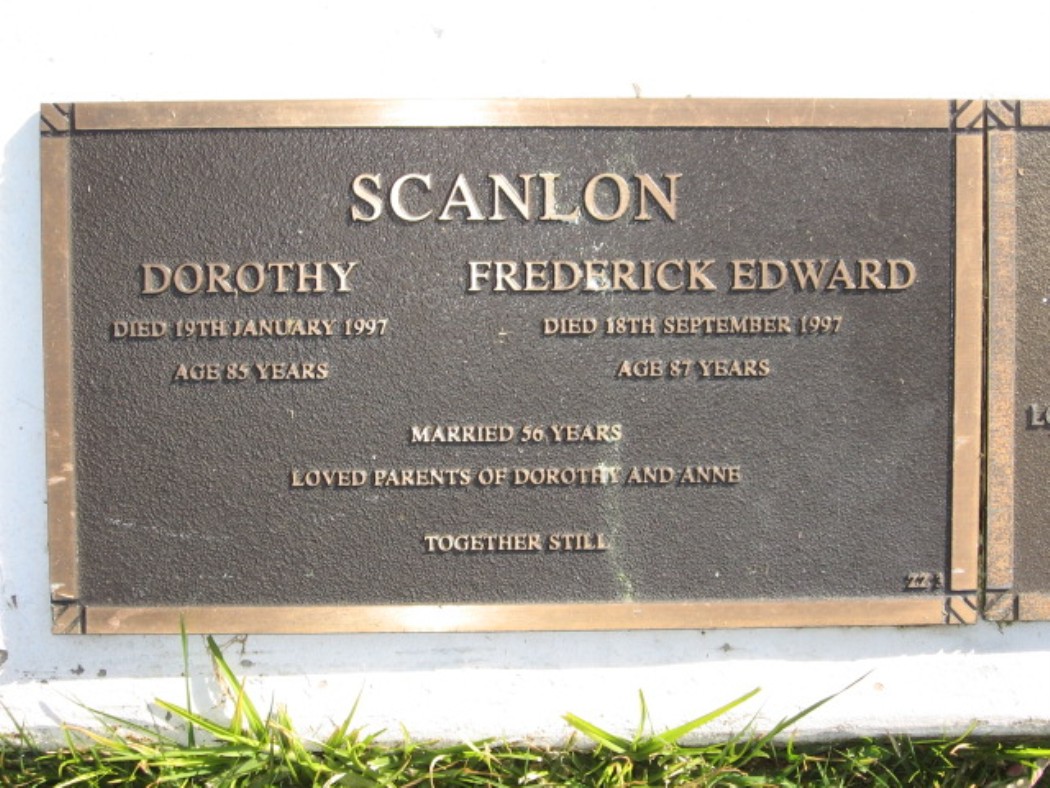 SCANLON
DOROTHY
DIED 19TH JANUARY 1997
AGE 85 YEARS
FREDERICK EDWARD
DIED 18TH SEPTEMBER 1997
AGE 87 YEARS
MARRIED 56 YEARS
LOVED PARENTS OF DOROTHY AND ANNE
TOGETHER STILL